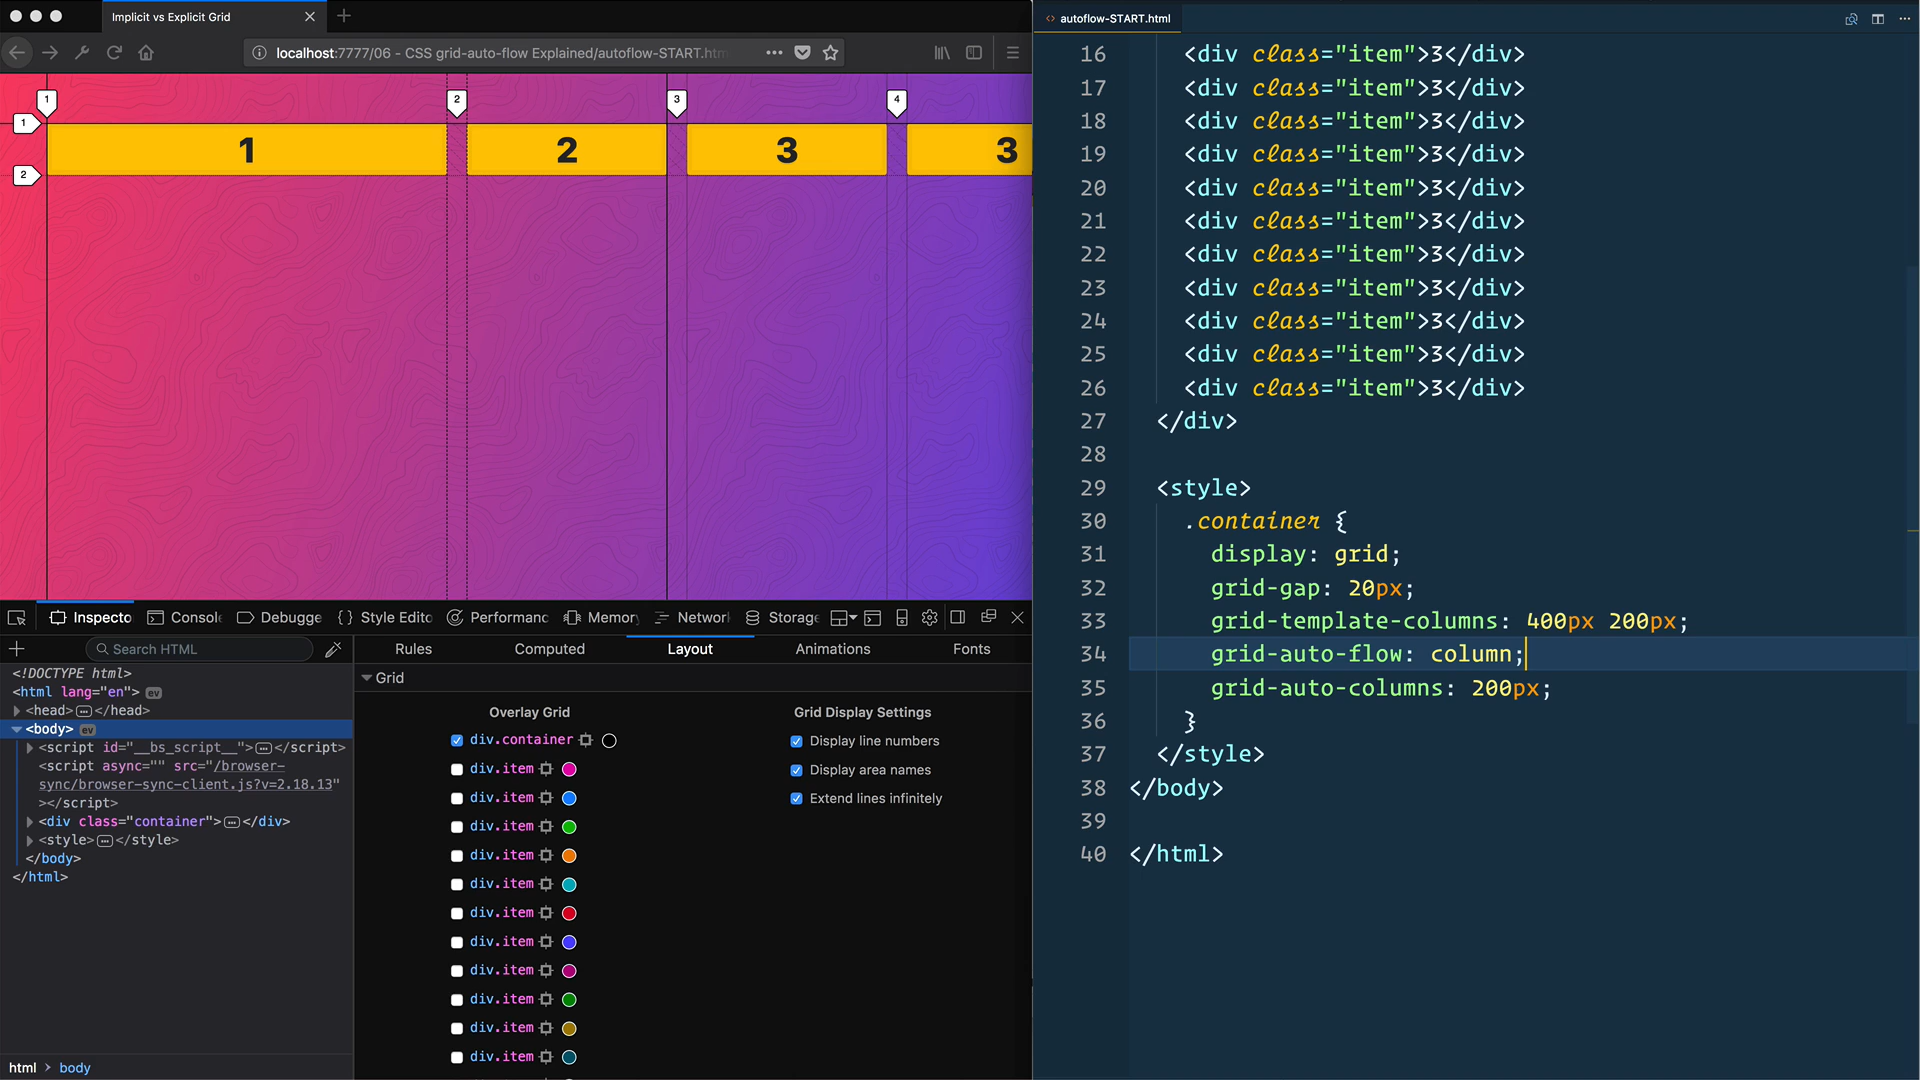 Implicit vs Explicit Grid
localhost:7777/06 - CSS grid-auto-flow Explained/autoflow-START.htm
1
2
3
4
1
2
1
2
3
3
Inspecto
Console
Debugge
Style Edito
Performanc
Memor
Networ
Storage
Search HTML
Rules
Computed
Layout
Animations
Fonts
<!DOCTYPE html>
<html lang="en"> ev
<head></head>
<body> ev
<script id="__bs_script__"></script>
<script async="" src="/browser-
sync/browser-sync-client.js?v=2.18.13"
></script>
<div class="container"></div>
<style></style>
</body>
</html>
html > body
Grid
Overlay Grid
div.container
div.item
div.item
div.item
div.item
div.item
div.item
div.item
div.item
div.item
div.item
div.item
Grid Display Settings
Display line numbers
Display area names
Extend lines infinitely
autoflow-START.html
16 <div class="item">3</div>
17 <div class="item">3</div>
18 <div class="item">3</div>
19 <div class="item">3</div>
20 <div class="item">3</div>
21 <div class="item">3</div>
22 <div class="item">3</div>
23 <div class="item">3</div>
24 <div class="item">3</div>
25 <div class="item">3</div>
26 <div class="item">3</div>
27 </div>
28
29 <style>
30 .container {
31 display: grid;
32 grid-gap: 20px;
33 grid-template-columns: 400px 200px;
34 grid-auto-flow: column;
35 grid-auto-columns: 200px;
36 }
37 </style>
38 </body>
39
40 </html>